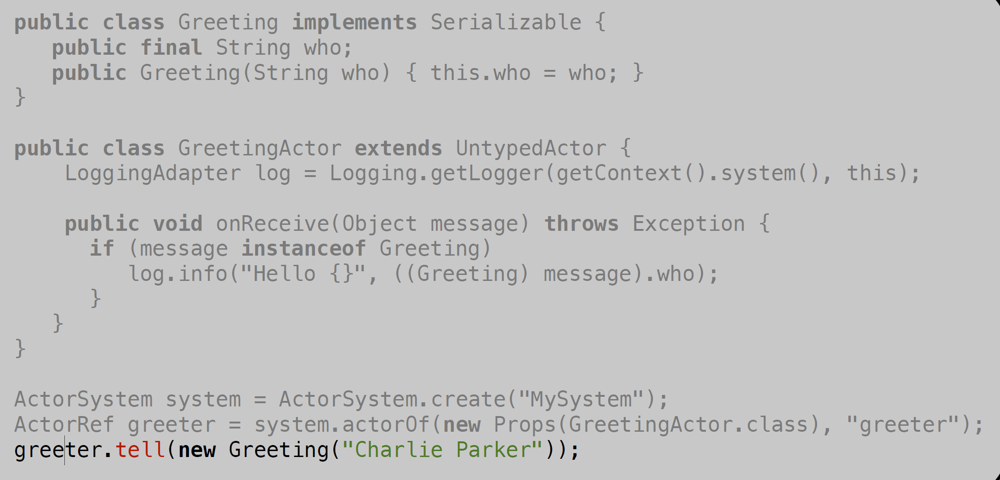 public class Greeting implements Serializable {
   public final String who;
   public Greeting(String who) { this.who = who; }
}

public class GreetingActor extends UntypedActor {
    LoggingAdapter log = Logging.getLogger(getContext().system(), this);

    public void onReceive(Object message) throws Exception {
      if (message instanceof Greeting)
         log.info("Hello {}", ((Greeting) message).who);
      }
   }
}

ActorSystem system = ActorSystem.create("MySystem");
ActorRef greeter = system.actorOf(new Props(GreetingActor.class), "greeter");
greeter.tell(new Greeting("Charlie Parker"));